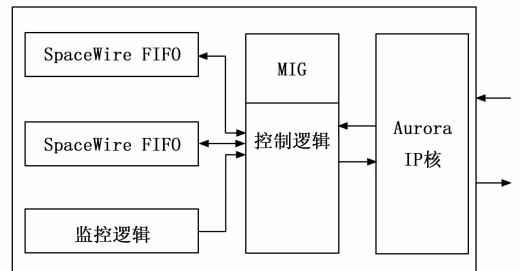 SpaceWire FIFO
SpaceWire FIFO
监控逻辑
MIG
控制逻辑
Aurora
IP核